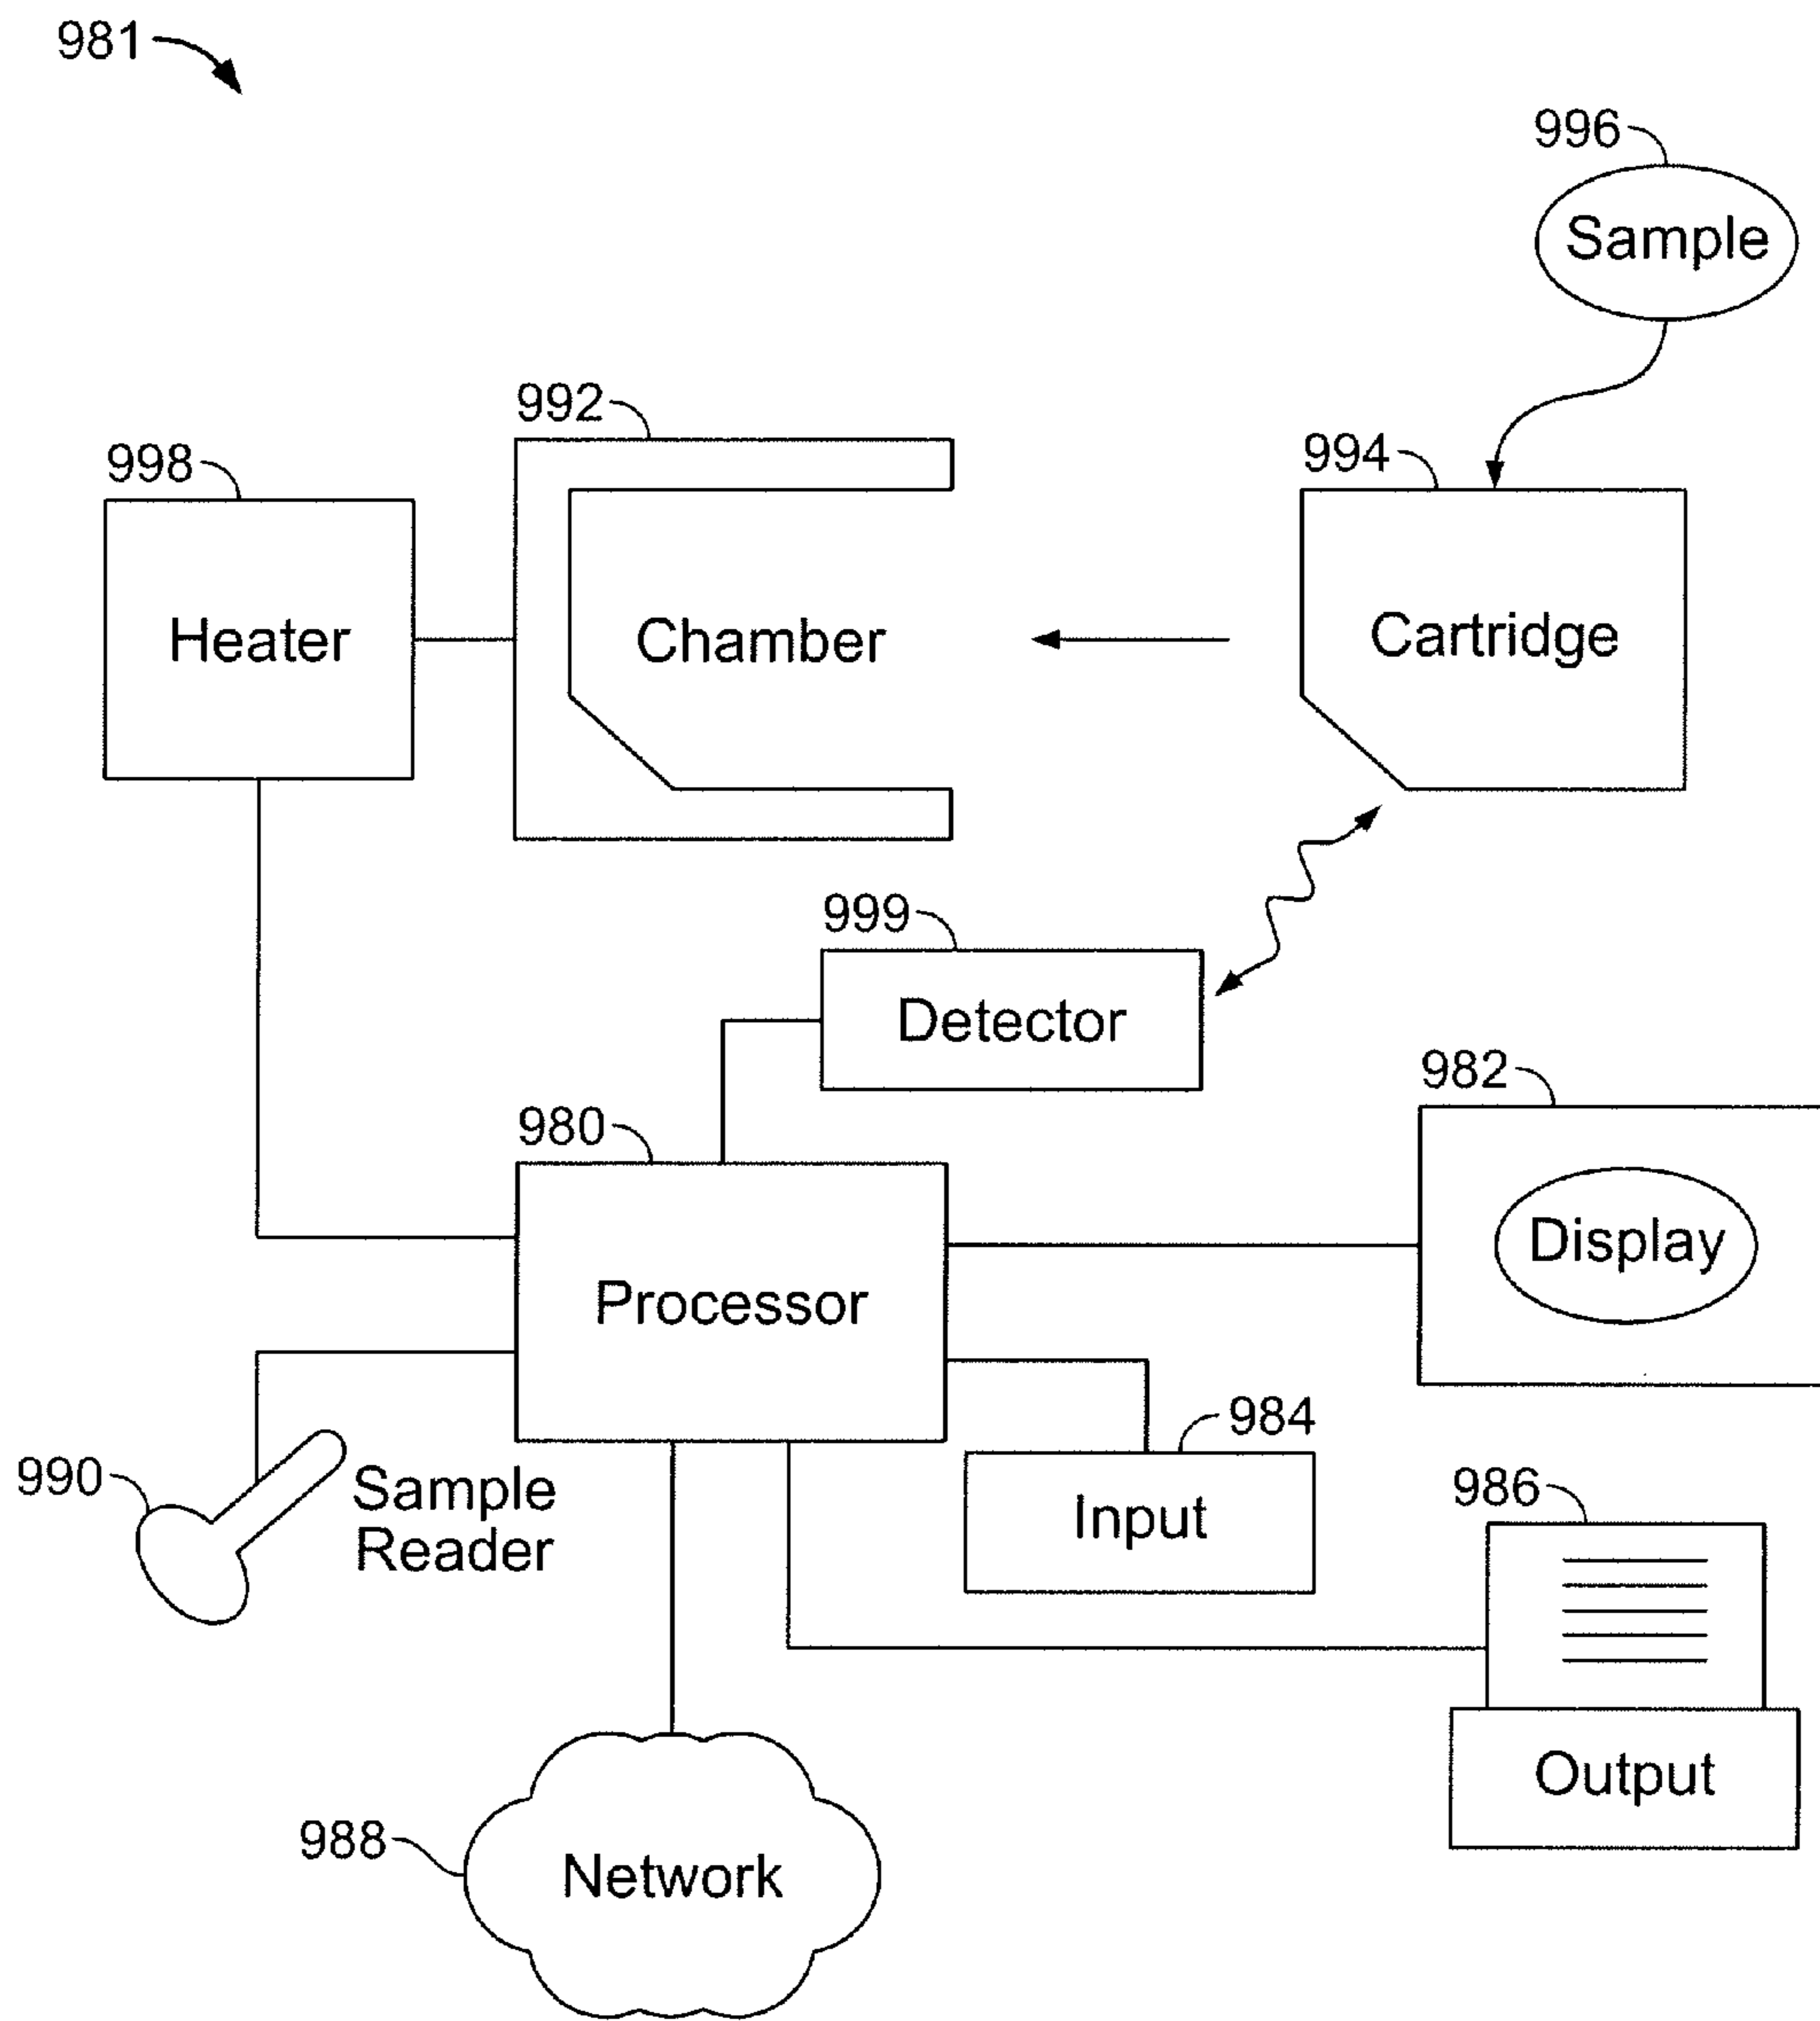 981
996
Sample
992
998
994
Heater
Chamber
Cartridge
999
Detector
982
980
Display
Processor
984
990
Sample
Reader
Input
986
Output
988
Network